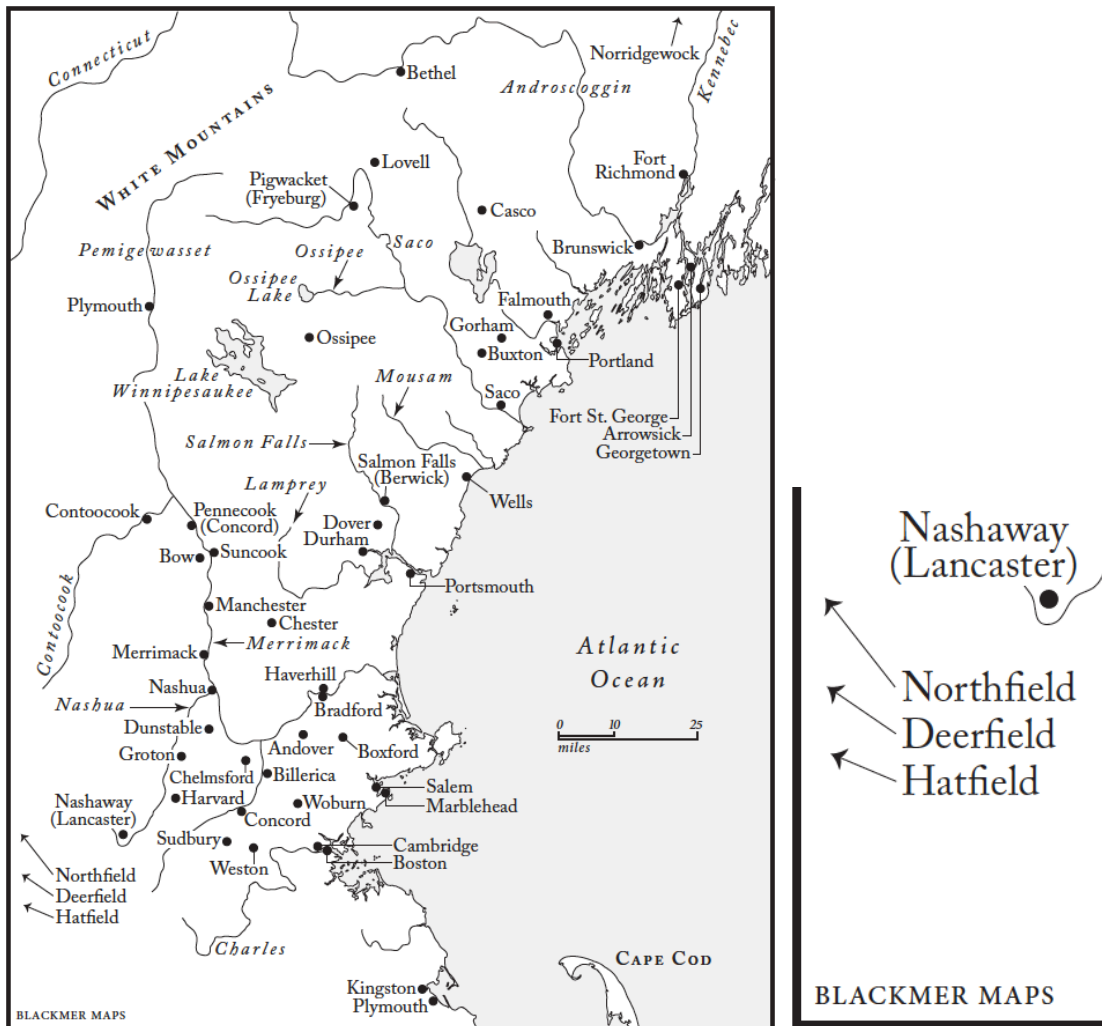 Connecticut
WHITE MOUNTAINS
Bethel
Androscoggin
Norridgewock
Kennebec
Lovell
Pigwacket
(Fryeburg)
Fort
Richmond
Casco
Saco
Pemigewasset
Ossipee
Ossipee
Lake
Brunswick
Plymouth
Falmouth
Ossipee
Gorham
Buxton
Portland
Lake
Winnipesaukee
Mousam
Saco
Fort St. George
Arrowsick
Georgetown
Salmon Falls
Salmon Falls
(Berwick)
Wells
Lamprey
Contoocook
Pennecook
(Concord)
Dover
Durham
Bow
Suncook
Portsmouth
Contoocook
Manchester
Chester
Merrimack
Merrimack
Atlantic
Ocean
Haverhill
Bradford
Nashua
Nashua
0 10 25
miles
Dunstable
Andover
Boxford
Groton
Chelmsford
Billerica
Salem
Marblehead
Harvard
Woburn
Nashaway
(Lancaster)
Concord
Sudbury
Weston
Cambridge
Boston
Northfield
Deerfield
Hatfield
Charles
CAPE COD
Kingston
Plymouth
BLACKMER MAPS
Nashaway
(Lancaster)
Northfield
Deerfield
Hatfield
BLACKMER MAPS